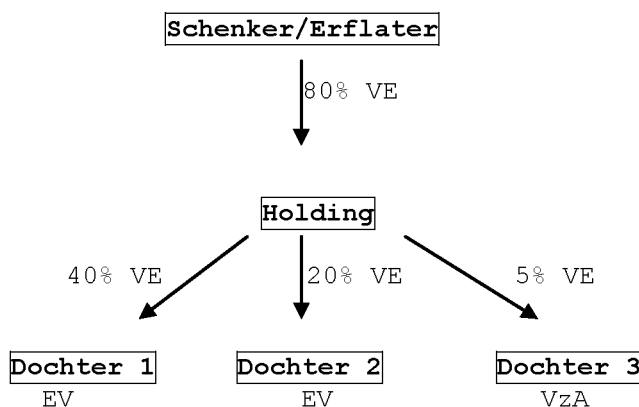 Schenker/Erflater
80% VE
Holding
40% VE 20% VE 5% VE
Dochter 1 Dochter 2 Dochter 3
EV EV VzA